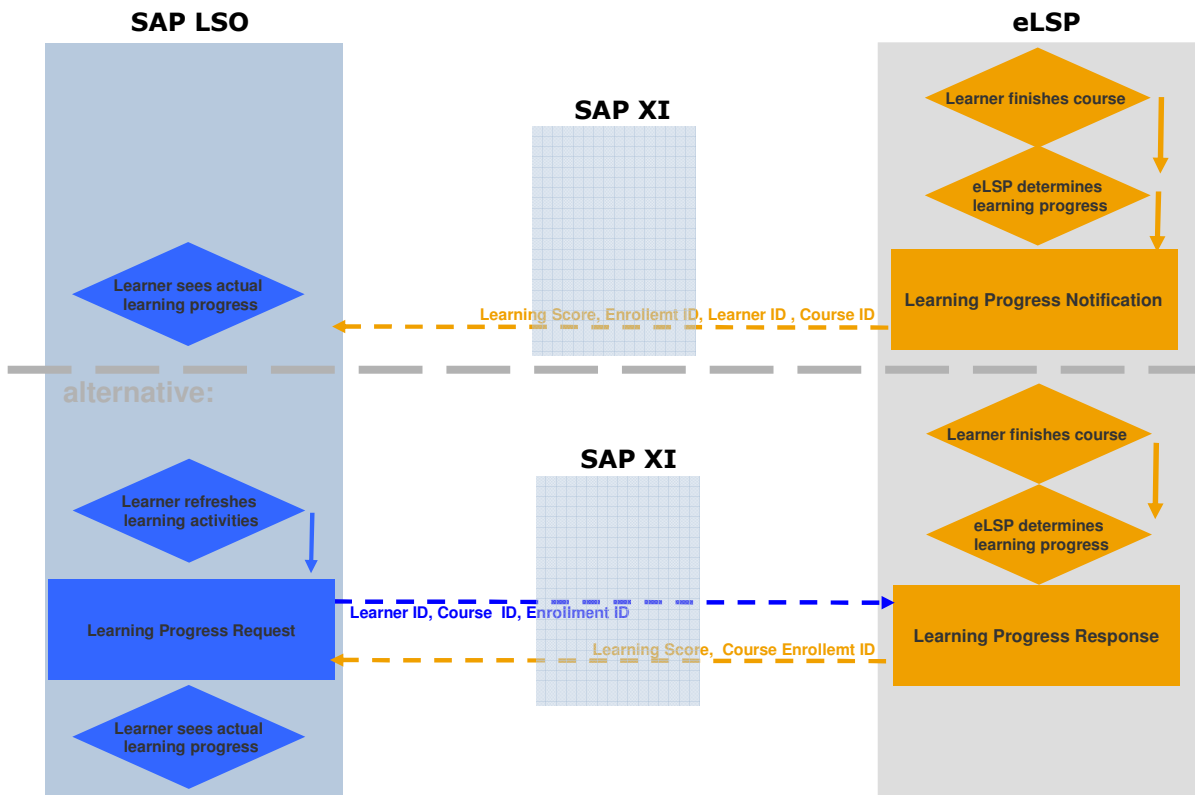 SAP LSO
eLSP
SAP XI
Learner finishes course
eLSP determines
learning progress
Learner sees actual
learning progress
Learning Progress Notification
Learning Score, Enrollemt ID, Learner ID , Course ID
alternative:
Learner finishes course
SAP XI
Learner refreshes
learning activities
eLSP determines
learning progress
Learner ID, Course  ID, Enrollment ID
Learning Progress Request
Learning Progress Response
Learning Score,  Course Enrollemt ID
Learner sees actual
learning progress